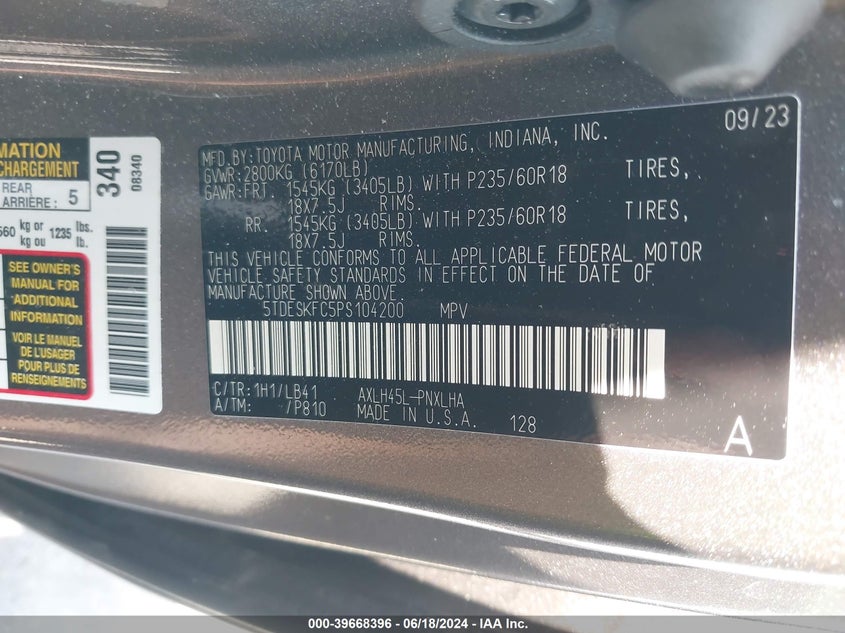 MATION
CHARGEMENT
REAR
ARRIÈRE: 5
560 kg or 1235 lbs.
kg ou lb.
340
08340
SEE OWNER'S
MANUAL FOR
ADDITIONAL
INFORMATION
VOIR LE MANUEL
DE L'USAGER
POUR PLUS DE
RENSEIGNEMENTS
09/23
MFD.BY:TOYOTA MOTOR MANUFACTURING, INDIANA, INC.
GVWR:2800KG (6170LB)
GAWR:FRT. 1545KG (3405LB) WITH P235/60R18 TIRES,
18X7.5J RIMS.
RR. 1545KG (3405LB) WITH P235/60R18 TIRES,
18X7.5J RIMS.
THIS VEHICLE CONFORMS TO ALL APPLICABLE FEDERAL MOTOR
VEHICLE SAFETY STANDARDS IN EFFECT ON THE DATE OF
MANUFACTURE SHOWN ABOVE.
5TDESKFC5PS104200 MPV
C/TR:1H1/LB41 AXLH45L-PNXLHA
A/TM: /P810 MADE IN U.S.A. 128
A
000-39668396 - 06/18/2024 - IAA Inc.